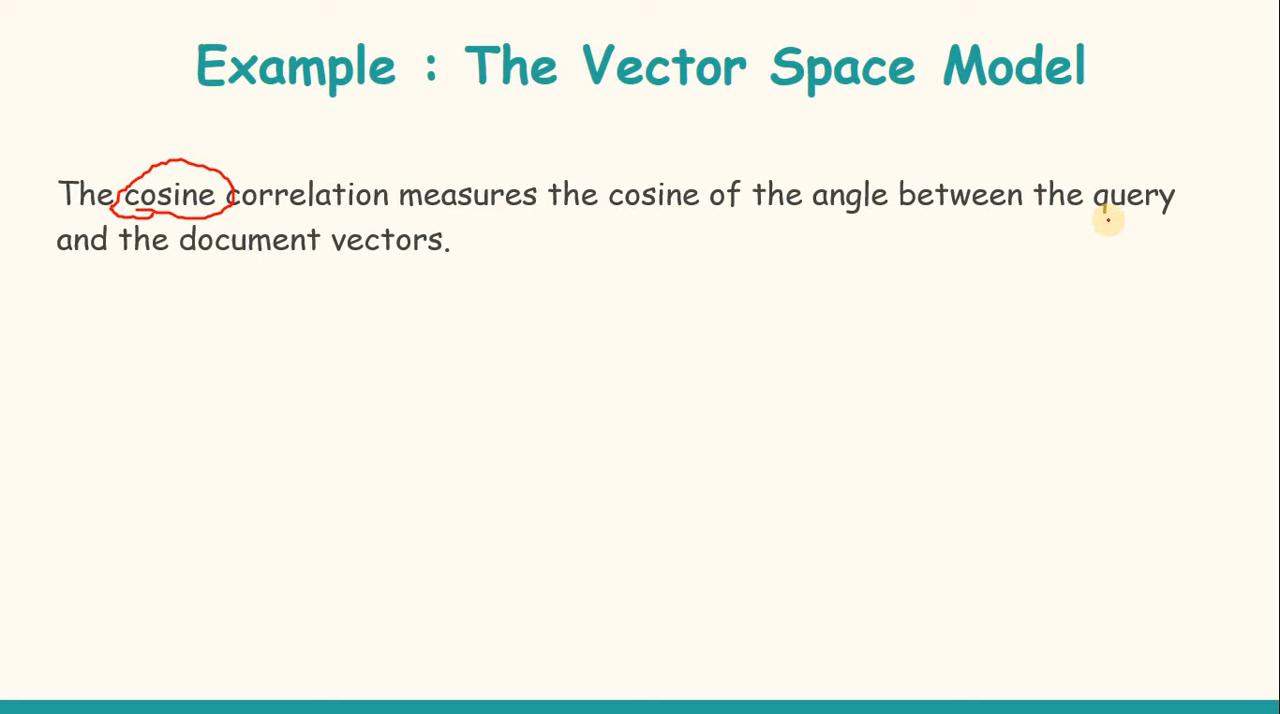 Example : The Vector Space Model
The cosine correlation measures the cosine of the angle between the query
and the document vectors.